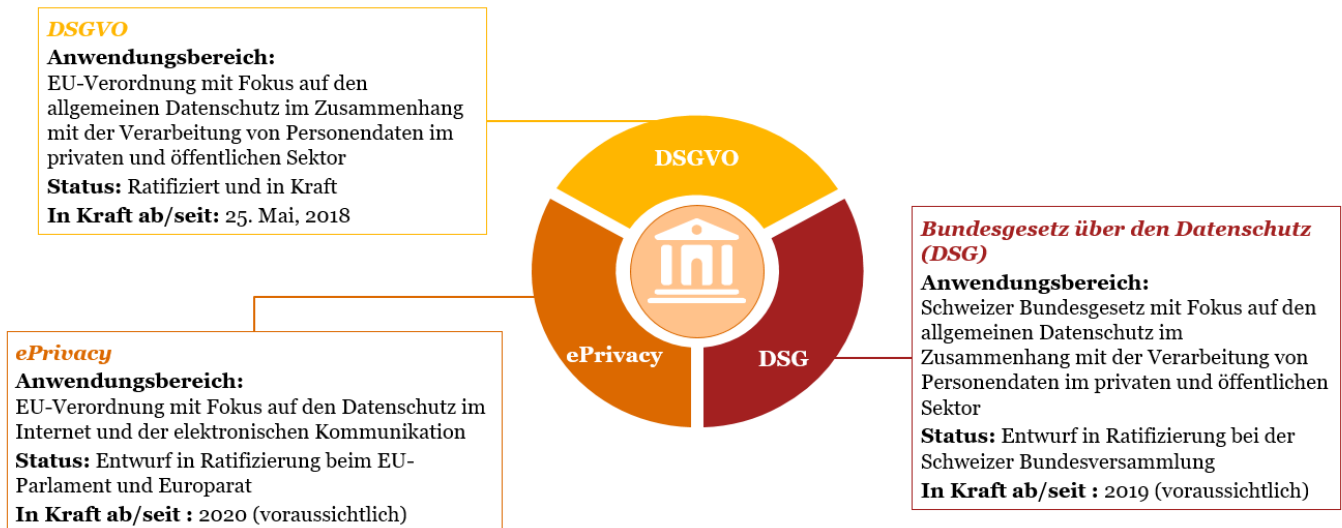 DSGVO
Anwendungsbereich:
EU-Verordnung mit Fokus auf den
allgemeinen Datenschutz im Zusammenhang
mit der Verarbeitung von Personendaten im
privaten und öffentlichen Sektor
Status: Ratifiziert und in Kraft
In Kraft ab/seit: 25. Mai, 2018
DSGVO
ePrivacy
DSG
Bundesgesetz über den Datenschutz
(DSG)
Anwendungsbereich:
Schweizer Bundesgesetz mit Fokus auf den
allgemeinen Datenschutz im
Zusammenhang mit der Verarbeitung von
Personendaten im privaten und öffentlichen
Sektor
Status: Entwurf in Ratifizierung bei der
Schweizer Bundesversammlung
In Kraft ab/seit : 2019 (voraussichtlich)
ePrivacy
Anwendungsbereich:
EU-Verordnung mit Fokus auf den Datenschutz im
Internet und der elektronischen Kommunikation
Status: Entwurf in Ratifizierung beim EU-
Parlament und Europarat
In Kraft ab/seit : 2020 (voraussichtlich)